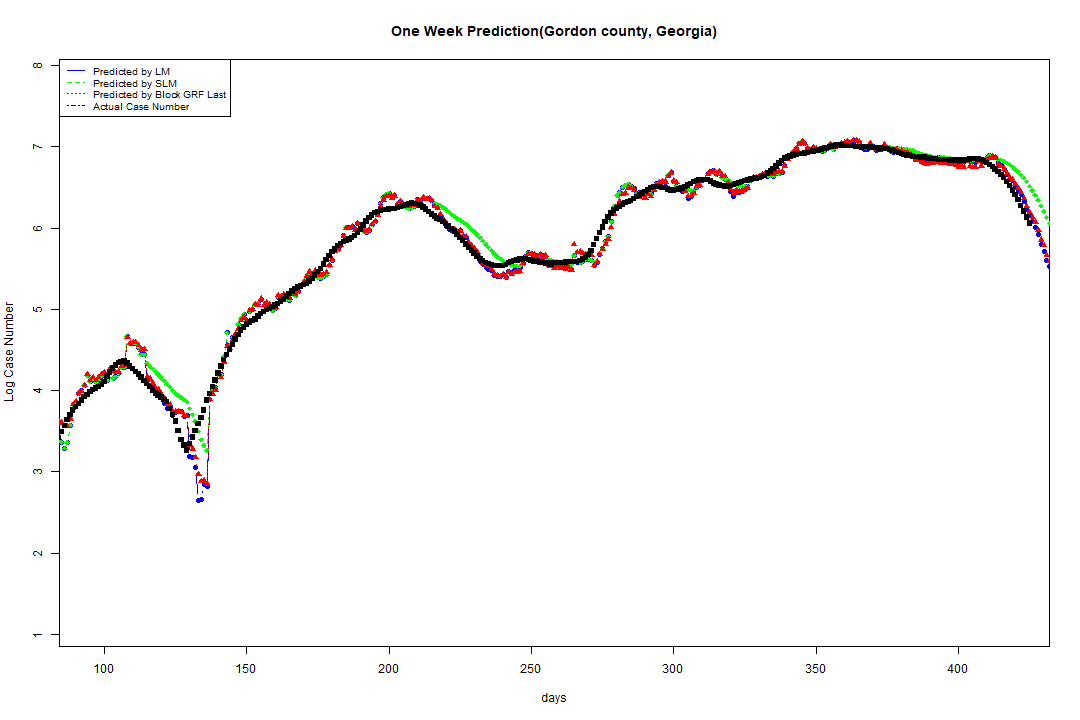 One Week Prediction(Gordon county, Georgia)
Predicted by LM
Predicted by SLM
Predicted by Block GRF Last
Actual Case Number
Log Case Number
8
7
6
5
4
3
2
1
100 150 200 250 300 350 400
days